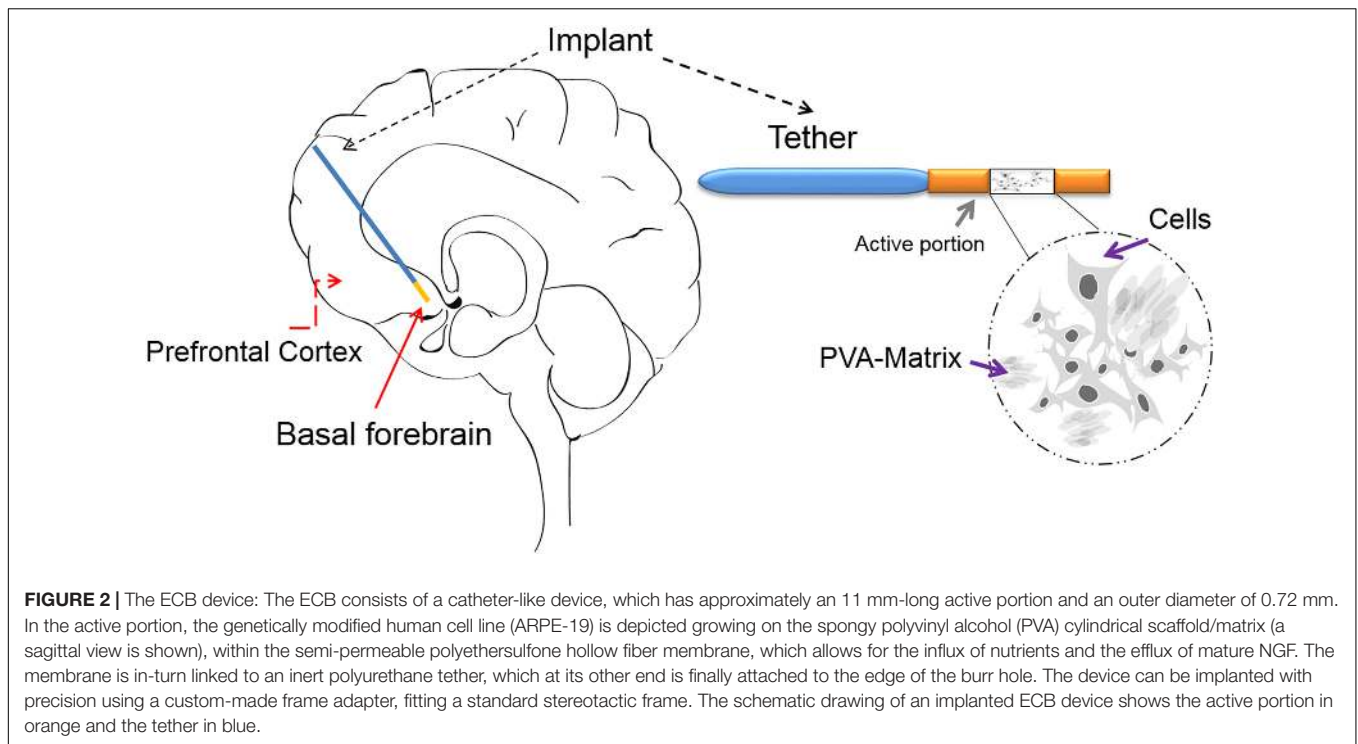 Implant
Tether
Cells
Active portion
PVA-Matrix
Prefrontal Cortex
Basal forebrain
FIGURE 2 | The ECB device: The ECB consists of a catheter-like device, which has approximately an 11 mm-long active portion and an outer diameter of 0.72 mm.
In the active portion, the genetically modified human cell line (ARPE-19) is depicted growing on the spongy polyvinyl alcohol (PVA) cylindrical scaffold/matrix (a
sagittal view is shown), within the semi-permeable polyethersulfone hollow fiber membrane, which allows for the influx of nutrients and the efflux of mature NGF. The
membrane is in-turn linked to an inert polyurethane tether, which at its other end is finally attached to the edge of the burr hole. The device can be implanted with
precision using a custom-made frame adapter, fitting a standard stereotactic frame. The schematic drawing of an implanted ECB device shows the active portion in
orange and the tether in blue.